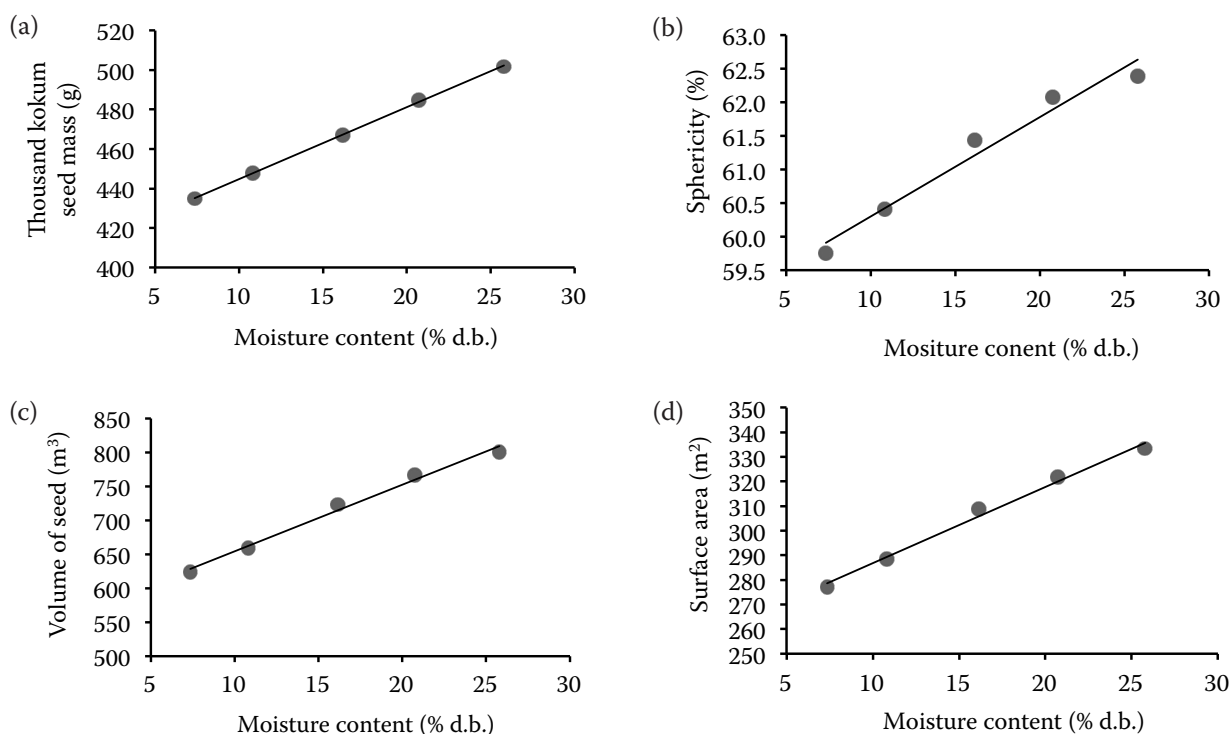 (a)
Thousand kokum
seed mass (g)
520
500
480
460
440
420
400
5 10 15 20 25 30
Moisture content (% d.b.)
(b)
Sphericity (%)
63.0
62.5
62.0
61.5
61.0
60.5
60.0
59.5
5 10 15 20 25 30
Mositure conent (% d.b.)
(c)
Volume of seed (m³)
850
800
750
700
650
600
550
500
5 10 15 20 25 30
Moisture content (% d.b.)
(d)
Surface area (m²)
350
340
330
320
310
300
290
280
270
260
250
5 10 15 20 25 30
Moisture content (% d.b.)